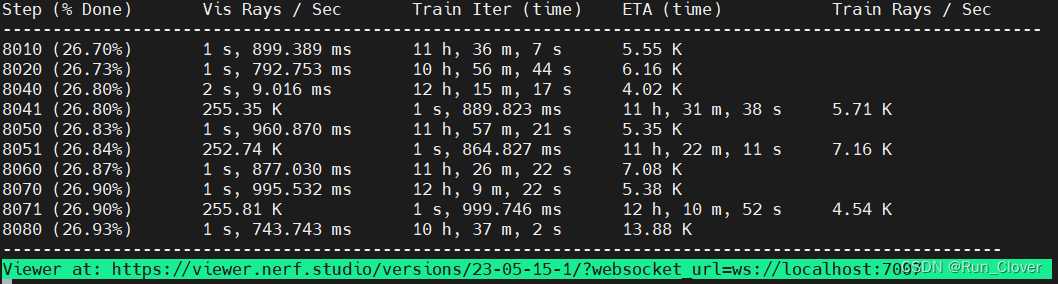 Step (% Done) Vis Rays / Sec Train Iter (time) ETA (time) Train Rays / Sec
--------------------------------------------------------------------------------------------------------
8010 (26.70%) 1 s, 899.389 ms 11 h, 36 m, 7 s 5.55 K
8020 (26.73%) 1 s, 792.753 ms 10 h, 56 m, 44 s 6.16 K
8040 (26.80%) 2 s, 9.016 ms 12 h, 15 m, 17 s 4.02 K
8041 (26.80%) 255.35 K 1 s, 889.823 ms 11 h, 31 m, 38 s 5.71 K
8050 (26.83%) 1 s, 960.870 ms 11 h, 57 m, 21 s 5.35 K
8051 (26.84%) 252.74 K 1 s, 864.827 ms 11 h, 22 m, 11 s 7.16 K
8060 (26.87%) 1 s, 877.030 ms 11 h, 26 m, 22 s 7.08 K
8070 (26.90%) 1 s, 995.532 ms 12 h, 9 m, 22 s 5.38 K
8071 (26.90%) 255.81 K 1 s, 999.746 ms 12 h, 10 m, 52 s 4.54 K
8080 (26.93%) 1 s, 743.743 ms 10 h, 37 m, 2 s 13.88 K
----------------------------------------------------------------------------------------------------
Viewer at: https://viewer.nerf.studio/versions/23-05-15-1/?websocket_url=ws://localhost:7007
CSDN @Run_Clover